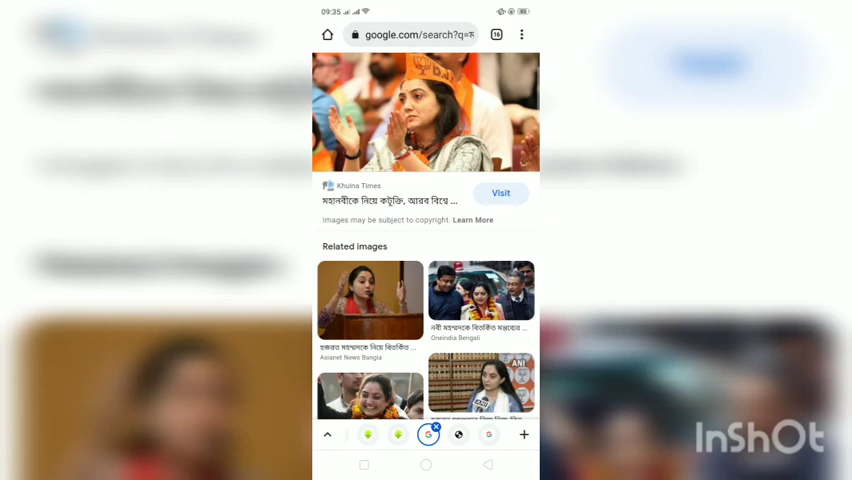 09:35
google.com/search?q=ম
16
BJP
Khulna Times
মহানবীকে নিয়ে কটূক্তি, আরব বিশ্বে ...
Visit
Images may be subject to copyright. Learn More
Related images
হজরত মহম্মদকে নিয়ে বিতর্কিত ...
Asianet News Bangla
নবী মহম্মদকে বিতর্কিত মন্তব্যের ...
Oneindia Bengali
ANI
InShOt